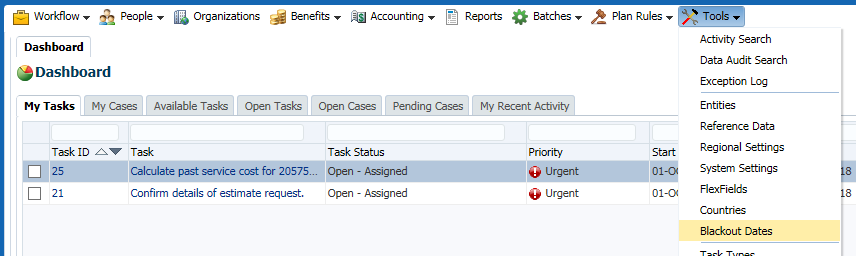 Workflow People Organizations Benefits Accounting Reports Batches Plan Rules Tools
Dashboard
Dashboard
My Tasks My Cases Available Tasks Open Tasks Open Cases Pending Cases My Recent Activity
Task ID Task Task Status Priority Start
25 Calculate past service cost for 20575... Open - Assigned Urgent 01-OC 18
21 Confirm details of estimate request. Open - Assigned Urgent 01-OC 18
Activity Search
Data Audit Search
Exception Log
Entities
Reference Data
Regional Settings
System Settings
FlexFields
Countries
Blackout Dates
Task Types